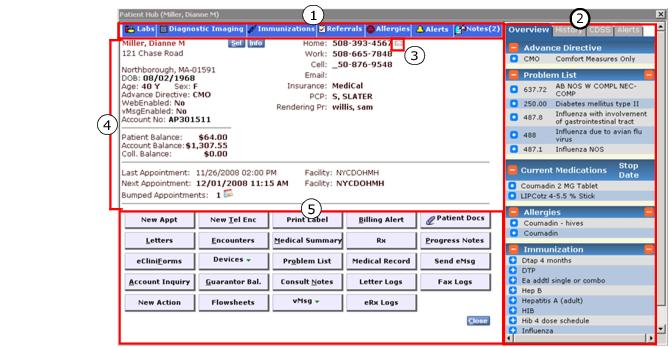 Patient Hub (Miller, Dianne M)
1
Labs Diagnostic Imaging Immunizations Referrals Allergies Alerts Notes(2)
Miller, Dianne M Sel Info
121 Chase Road
Northborough, MA-01591
DOB: 08/02/1968
Age: 40 Y Sex: F
Advance Directive: CMO
WebEnabled: No
vMsgEnabled: No
Account No: AP301511
Patient Balance: $64.00
Account Balance: $1,307.55
Coll. Balance: $0.00
Home: 508-393-4567
Work: 508-665-7848
Cell: _50-876-9548
Email:
Insurance: MediCal
PCP: S, SLATER
Rendering Pr: willis, sam
3
4
Last Appointment: 11/26/2008 02:00 PM Facility: NYCDOHMH
Next Appointment: 12/01/2008 11:15 AM Facility: NYCDOHMH
Bumped Appointments: 1
5
New Appt New Tel Enc Print Label Billing Alert Patient Docs
Letters Encounters Medical Summary Rx Progress Notes
eCliniForms Devices Problem List Medical Record Send eMsg
Account Inquiry Guarantor Bal. Consult Notes Letter Logs Fax Logs
New Action Flowsheets vMsg eRx Logs
Close
2
Overview History CDSS Alerts
Advance Directive
CMO Comfort Measures Only
Problem List
637.72 AB NOS W COMPL NEC-COMP
250.00 Diabetes mellitus type II
487.8 Influenza with involvement of gastrointestinal tract
488 Influenza due to avian flu virus
487.1 Influenza NOS
Current Medications Stop Date
Coumadin 2 MG Tablet
LIPCotz 4-5.5 % Stick
Allergies
Coumadin - hives
Coumadin
Immunization
Dtap 4 months
DTP
Ea addtl single or combo
Hep B
Hepatitis A (adult)
HIB
Hib 4 dose schedule
Influenza